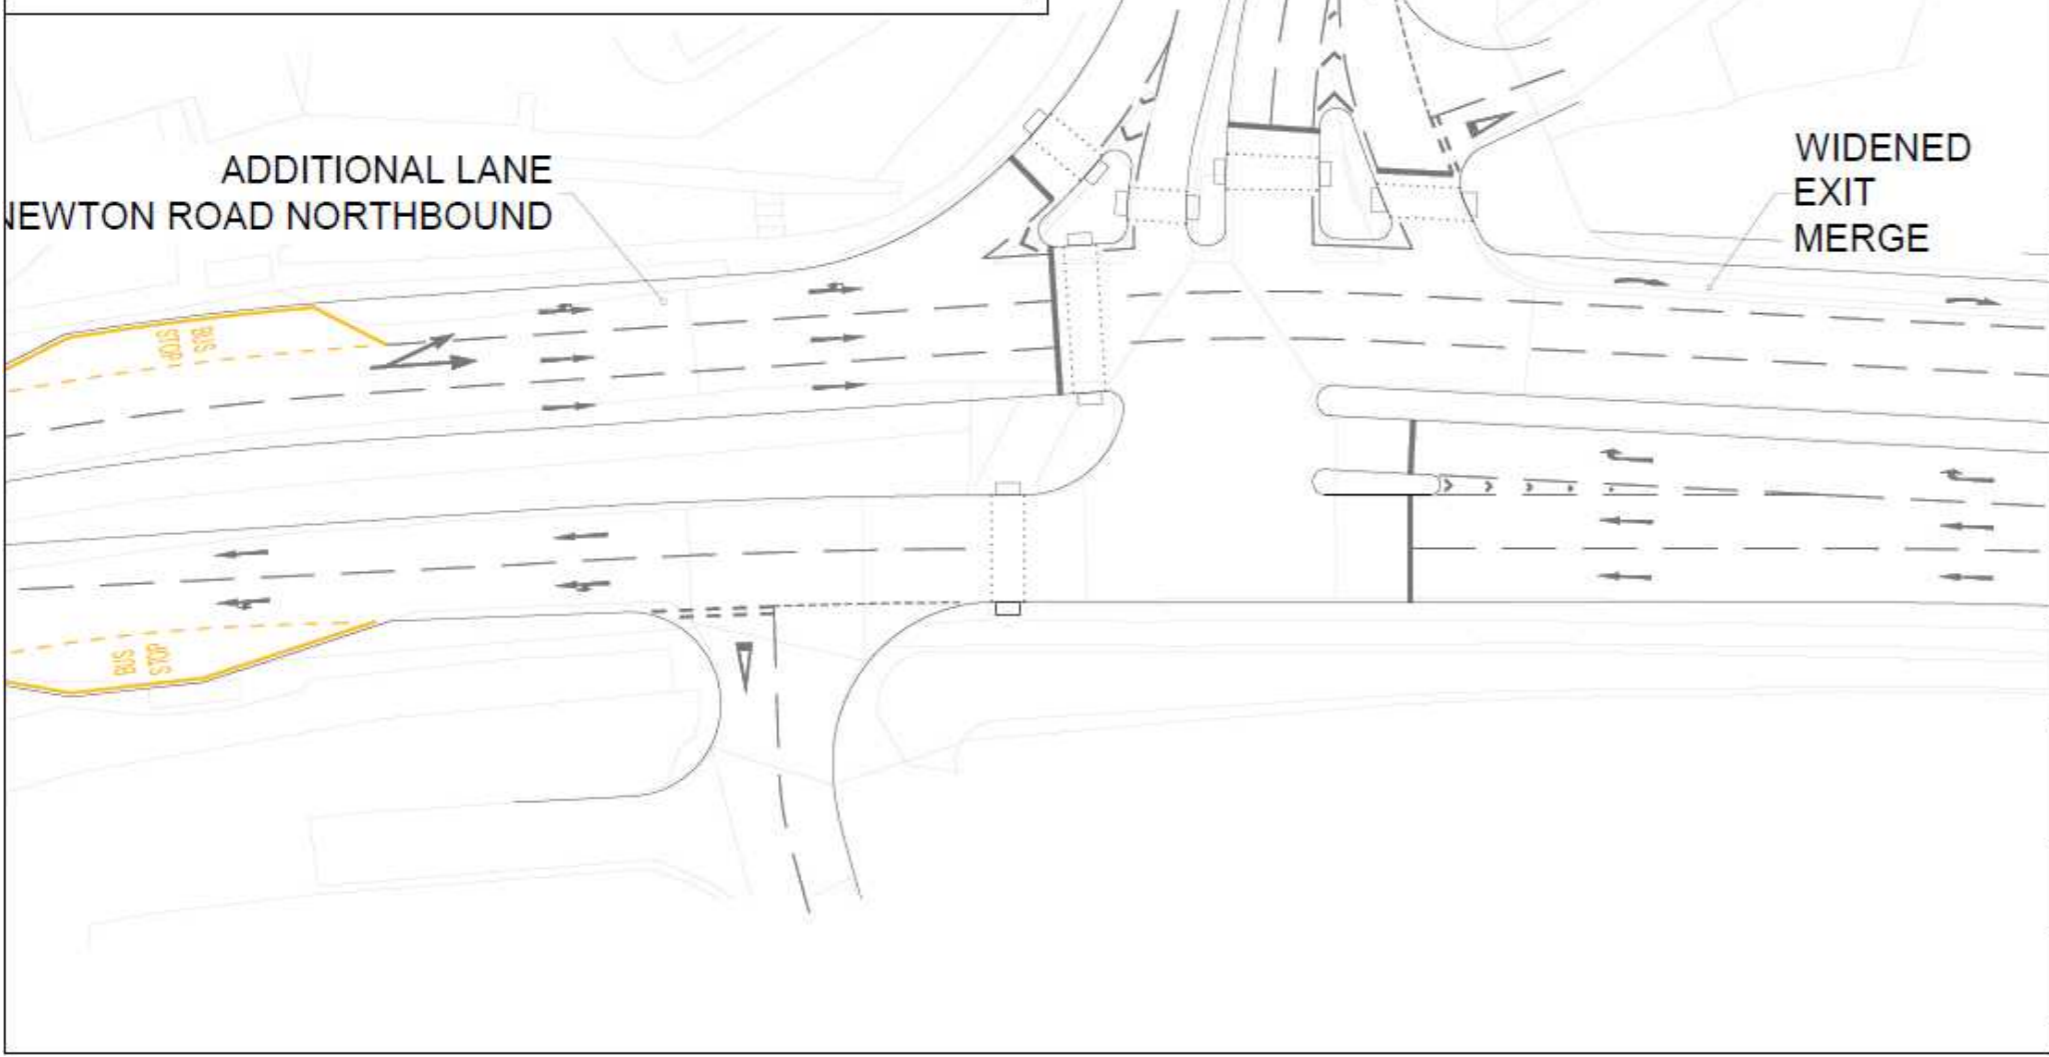 ADDITIONAL LANE
NEWTON ROAD NORTHBOUND
WIDENED
EXIT
MERGE
BUS
STOP
BUS
STOP